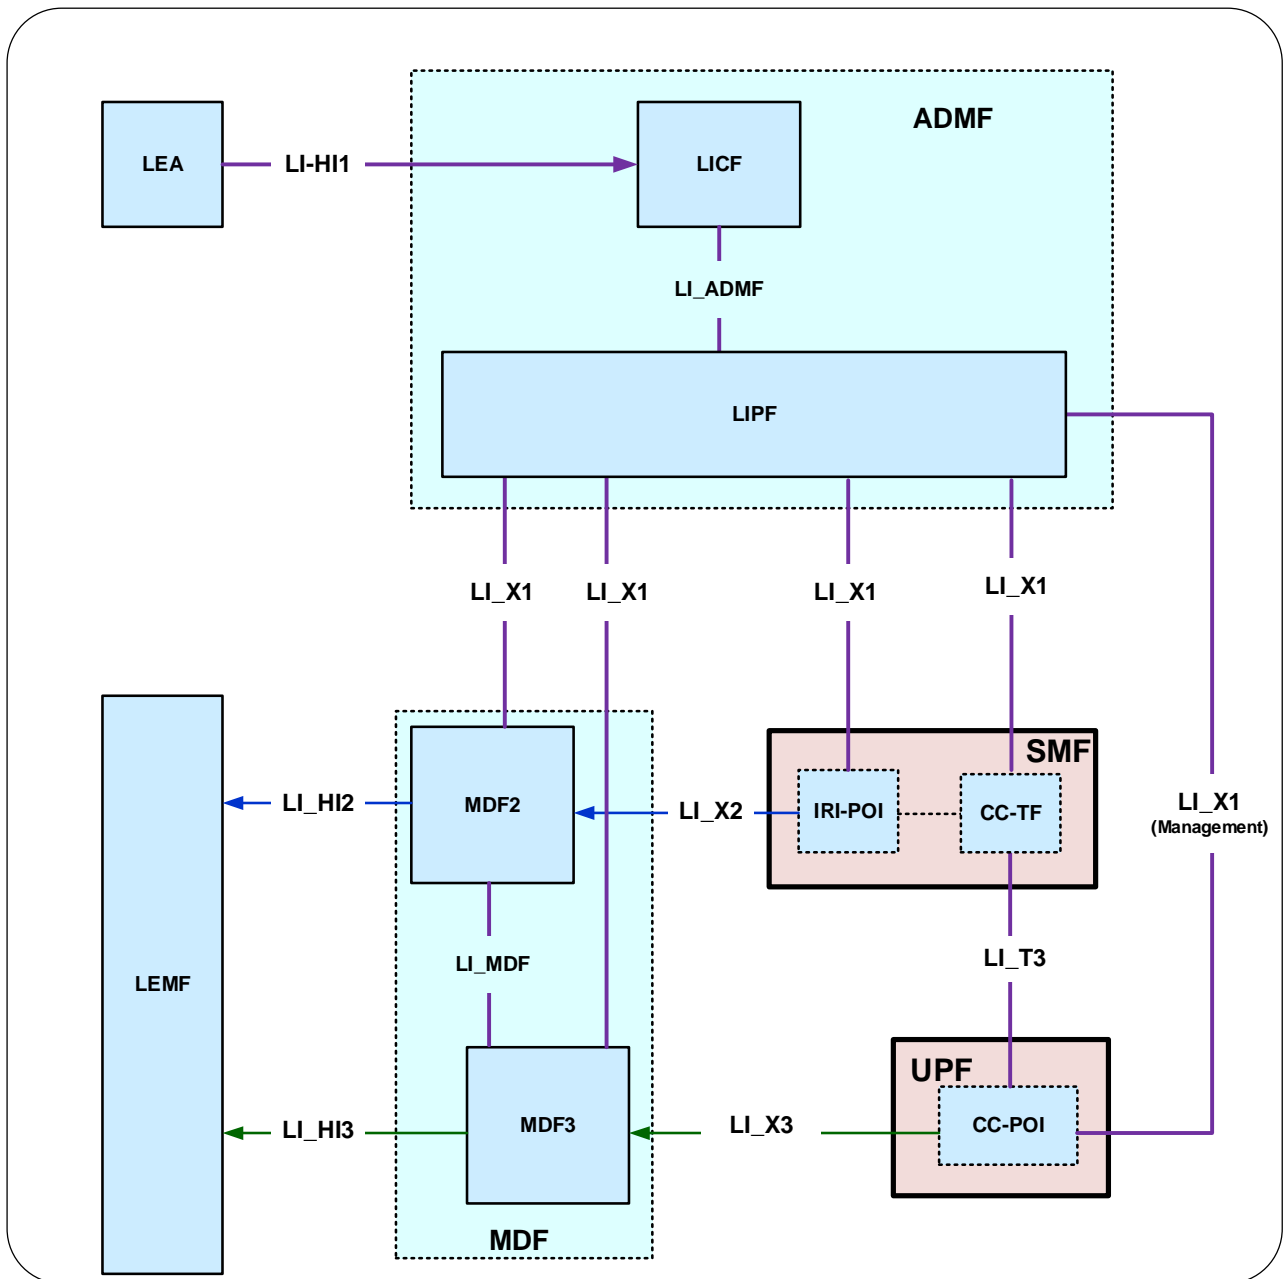 ADMF
LEA
LI-HI1
LICF
LI_ADMF
LIPF
LI_X1
LI_X1
LI_X1
LI_X1
SMF
LI_HI2
MDF2
LI_X2
IRI-POI
CC-TF
LI_X1
(Management)
LI_MDF
LI_T3
LEMF
UPF
LI_HI3
MDF3
LI_X3
CC-POI
MDF